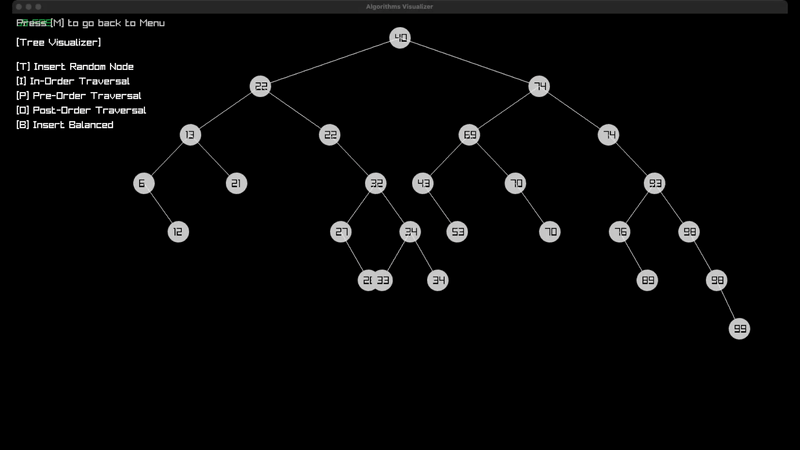 Algorithms Visualizer
Press [M] to go back to Menu
[Tree Visualizer]
[T] Insert Random Node
[I] In-Order Traversal
[P] Pre-Order Traversal
[O] Post-Order Traversal
[B] Insert Balanced
40
22 74
13 22 69 74
6 21 32 43 70 93
12 27 34 53 70 76 98
33 34 89 98
99